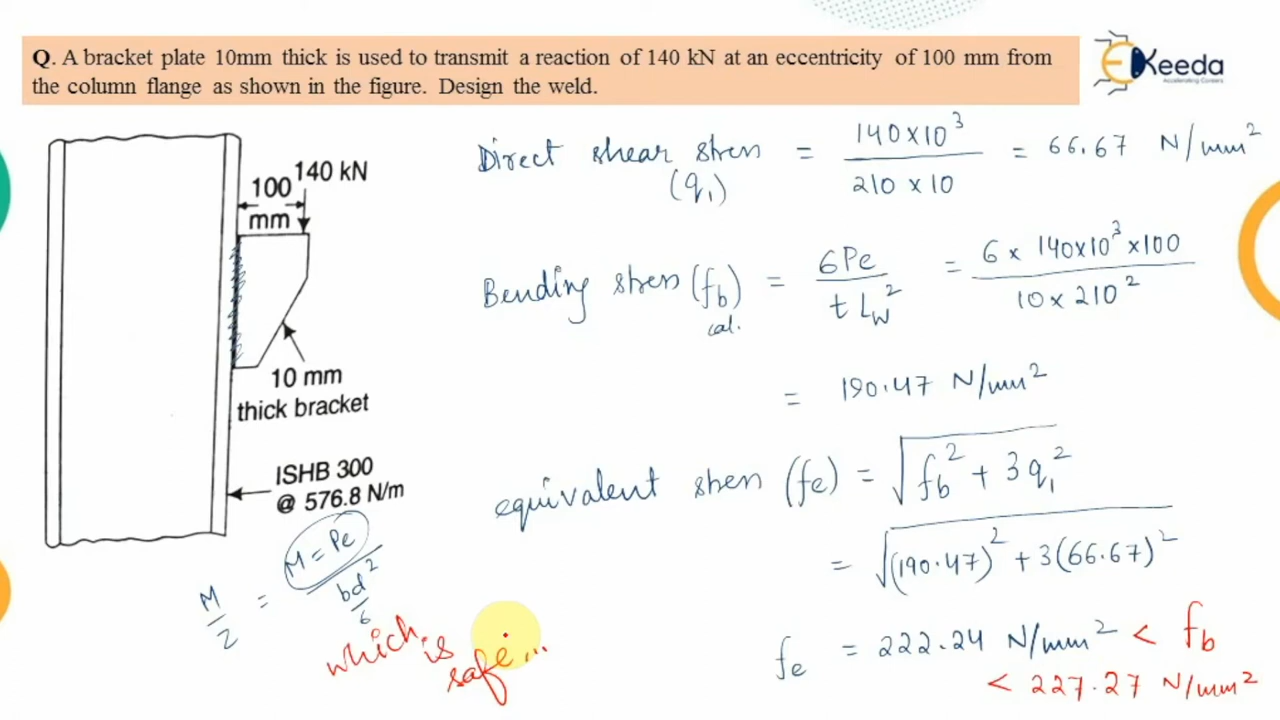 Q. A bracket plate 10mm thick is used to transmit a reaction of 140 kN at an eccentricity of 100 mm from
the column flange as shown in the figure. Design the weld.
EKeeda
Accelerating Careers
100 140 kN
mm
10 mm
thick bracket
ISHB 300
@ 576.8 N/m
M/Z = M = Pe / bd²/6
Direct shear stress (q₁) = 140×10³ / 210 × 10 = 66.67 N/mm²
Bending stress (fb) cal. = 6Pe / t Lw² = 6 × 140×10³ ×100 / 10 × 210²
= 190.47 N/mm²
equivalent stress (fe) = √fb² + 3q₁²
= √(190.47)² + 3(66.67)²
fe = 222.24 N/mm² < fb
< 227.27 N/mm²
which is safe...